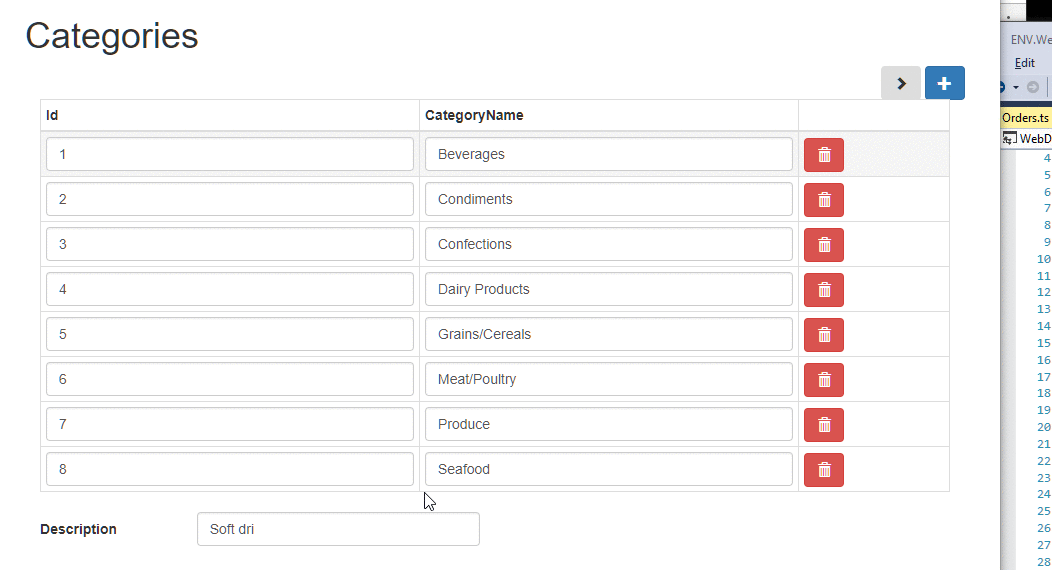 Categories
ENV.We
Edit
Id CategoryName
Orders.ts
WebD
1 Beverages
2 Condiments
3 Confections
4 Dairy Products
5 Grains/Cereals
6 Meat/Poultry
7 Produce
8 Seafood
Description Soft dri
4
5
6
7
8
9
10
11
12
13
14
15
16
17
18
19
20
21
22
23
24
25
26
27
28